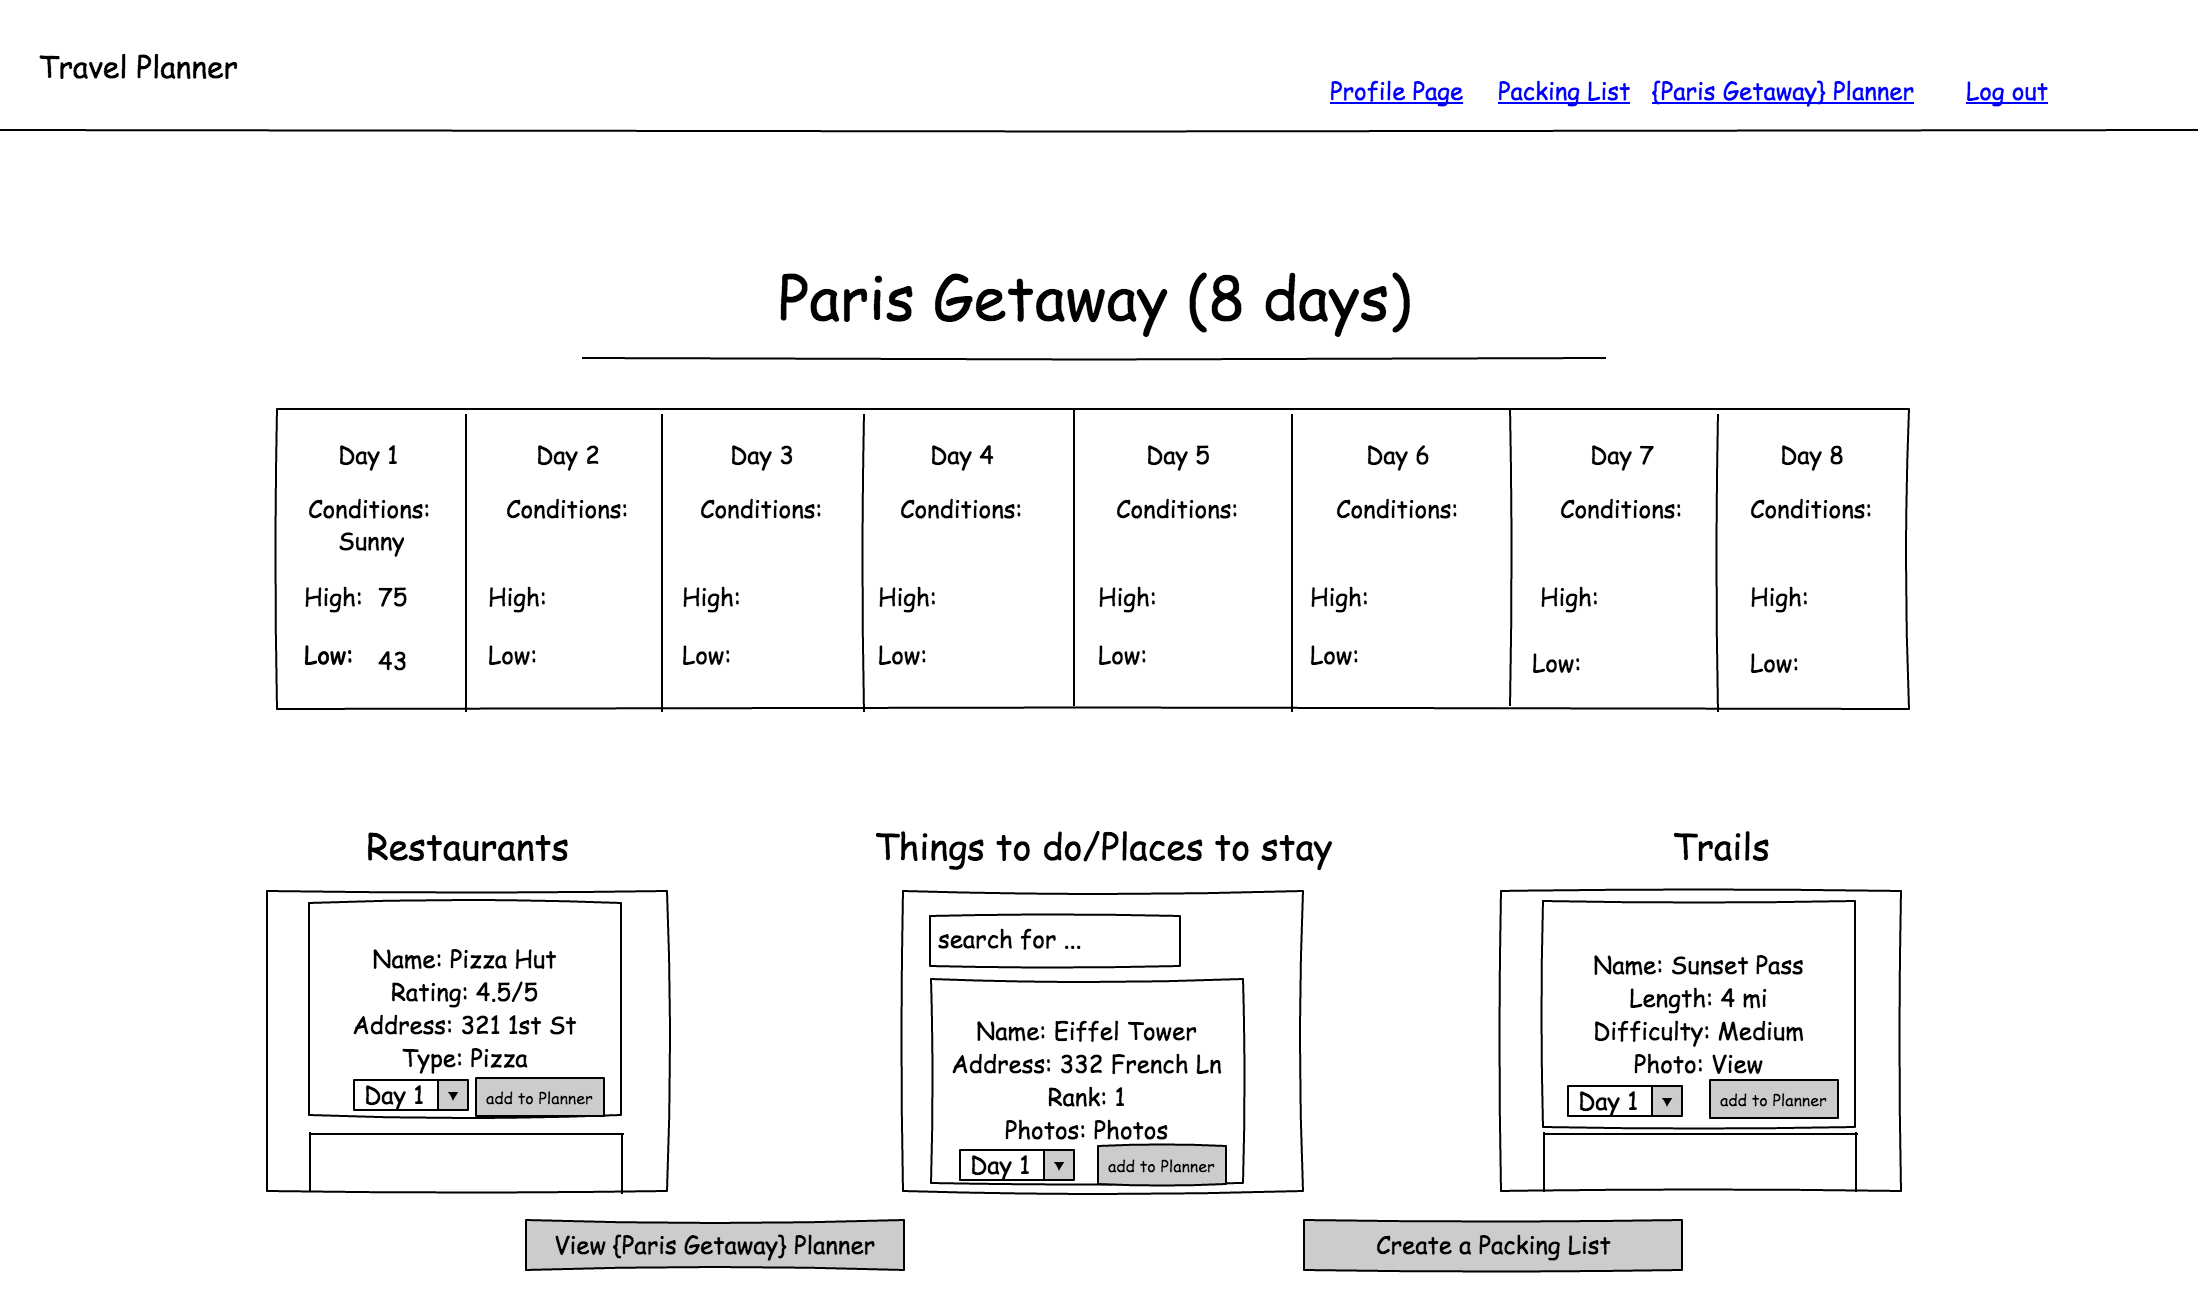 Travel Planner
Profile Page Packing List {Paris Getaway} Planner Log out
Paris Getaway (8 days)
Day 1
Conditions:
Sunny
High: 75
Low: 43
Day 2
Conditions:
High:
Low:
Day 3
Conditions:
High:
Low:
Day 4
Conditions:
High:
Low:
Day 5
Conditions:
High:
Low:
Day 6
Conditions:
High:
Low:
Day 7
Conditions:
High:
Low:
Day 8
Conditions:
High:
Low:
Restaurants
Name: Pizza Hut
Rating: 4.5/5
Address: 321 1st St
Type: Pizza
Day 1 add to Planner
Things to do/Places to stay
search for ...
Name: Eiffel Tower
Address: 332 French Ln
Rank: 1
Photos: Photos
Day 1 add to Planner
Trails
Name: Sunset Pass
Length: 4 mi
Difficulty: Medium
Photo: View
Day 1 add to Planner
View {Paris Getaway} Planner
Create a Packing List